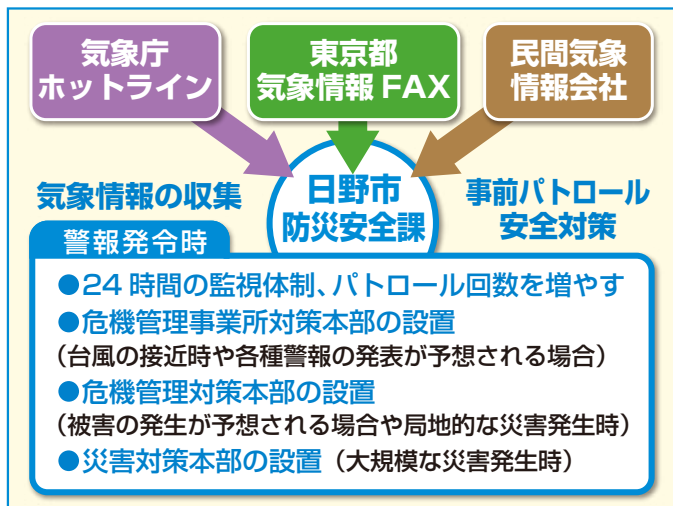 気象庁
ホットライン
東京都
気象情報 FAX
民間気象
情報会社
気象情報の収集
日野市
防災安全課
事前パトロール
安全対策
警報発令時
●24 時間の監視体制、パトロール回数を増やす
●危機管理事業所対策本部の設置
（台風の接近時や各種警報の発表が予想される場合）
●危機管理対策本部の設置
（被害の発生が予想される場合や局地的な災害発生時）
●災害対策本部の設置（大規模な災害発生時）